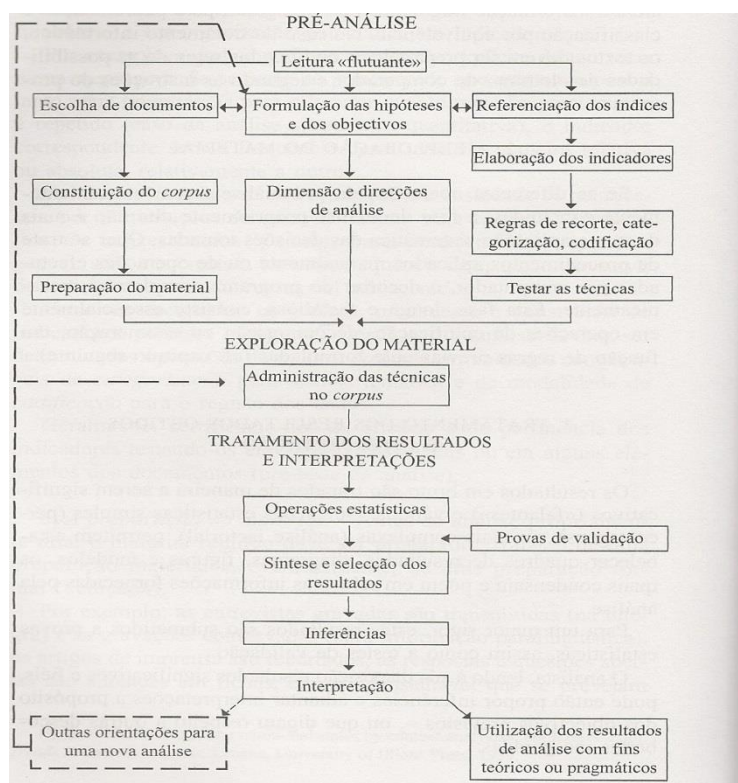 PRÉ-ANÁLISE
Leitura «flutuante»
Escolha de documentos
Formulação das hipóteses
e dos objectivos
Referenciação dos índices
Elaboração dos indicadores
Constituição do corpus
Dimensão e direcções
de análise
Regras de recorte, cate-
gorização, codificação
Preparação do material
Testar as técnicas
EXPLORAÇÃO DO MATERIAL
Administração das técnicas
no corpus
TRATAMENTO DOS RESULTADOS
E INTERPRETAÇÕES
Operações estatísticas
Provas de validação
Síntese e selecção dos
resultados
Inferências
Interpretação
Outras orientações para
uma nova análise
Utilização dos resultados
de análise com fins
teóricos ou pragmáticos